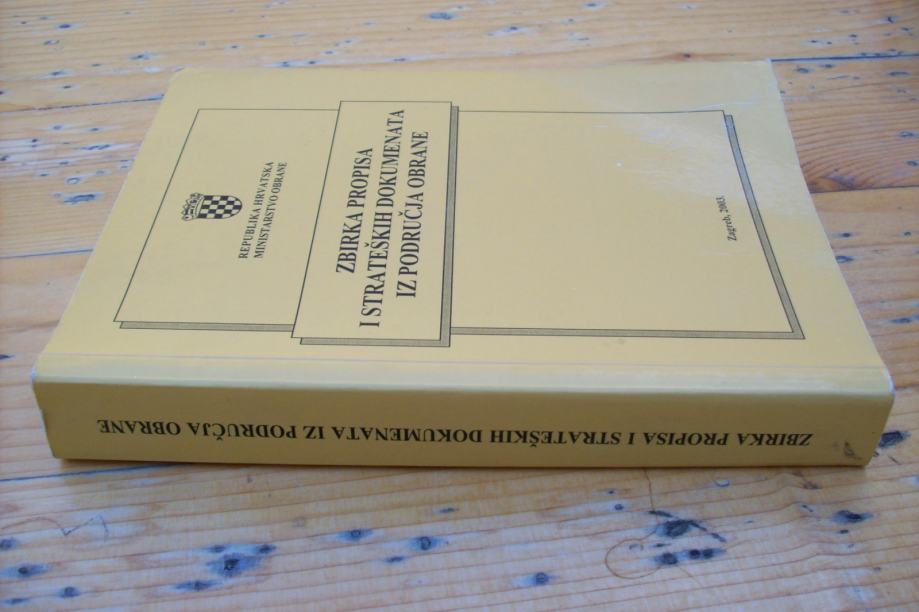 REPUBLIKA HRVATSKA
MINISTARSTVO OBRANE
ZBIRKA PROPISA
I STRATEŠKIH DOKUMENATA
IZ PODRUČJA OBRANE
Zagreb, 2003.
ZBIRKA PROPISA I STRATEŠKIH DOKUMENATA IZ PODRUČJA OBRANE